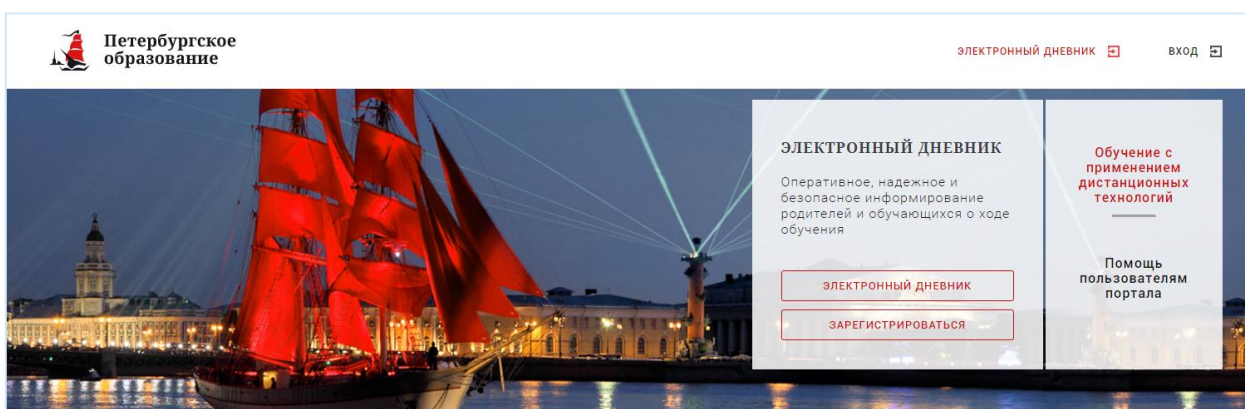 Петербургское
образование
ЭЛЕКТРОННЫЙ ДНЕВНИК
ВХОД
ЭЛЕКТРОННЫЙ ДНЕВНИК
Оперативное, надежное и
безопасное информирование
родителей и обучающихся о ходе
обучения
ЭЛЕКТРОННЫЙ ДНЕВНИК
ЗАРЕГИСТРИРОВАТЬСЯ
Обучение с
применением
дистанционных
технологий
Помощь
пользователям
портала